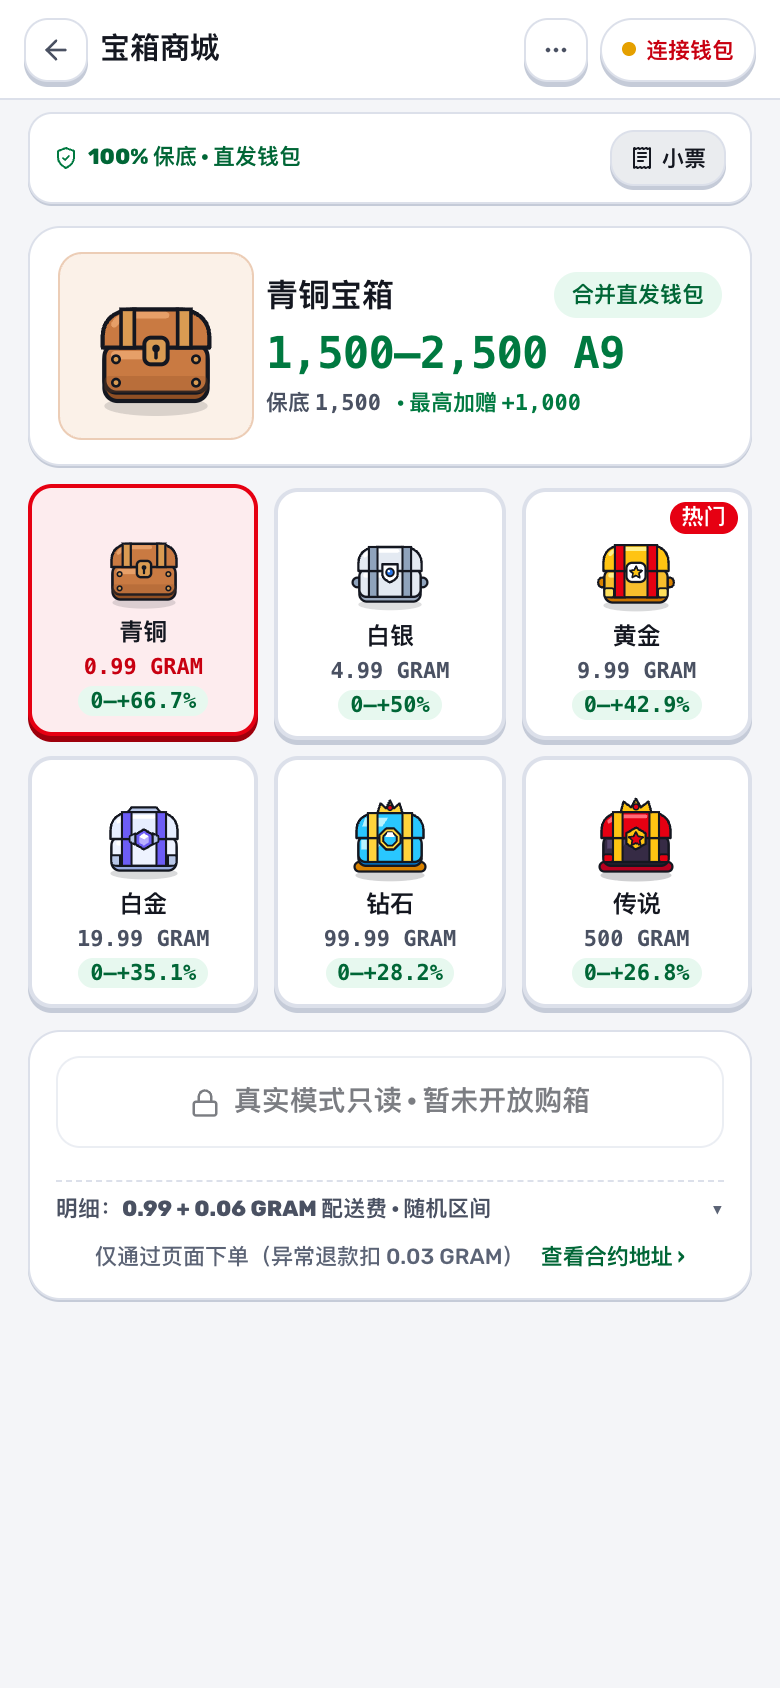 宝箱商城
···
连接钱包
100% 保底 • 直发钱包
小票
青铜宝箱
合并直发钱包
1,500–2,500 A9
保底 1,500 • 最高加赠 +1,000
青铜
0.99 GRAM
0–+66.7%
白银
4.99 GRAM
0–+50%
热门
黄金
9.99 GRAM
0–+42.9%
白金
19.99 GRAM
0–+35.1%
钻石
99.99 GRAM
0–+28.2%
传说
500 GRAM
0–+26.8%
真实模式只读 • 暂未开放购箱
明细：0.99 + 0.06 GRAM 配送费 • 随机区间
仅通过页面下单（异常退款扣 0.03 GRAM） 查看合约地址 ›